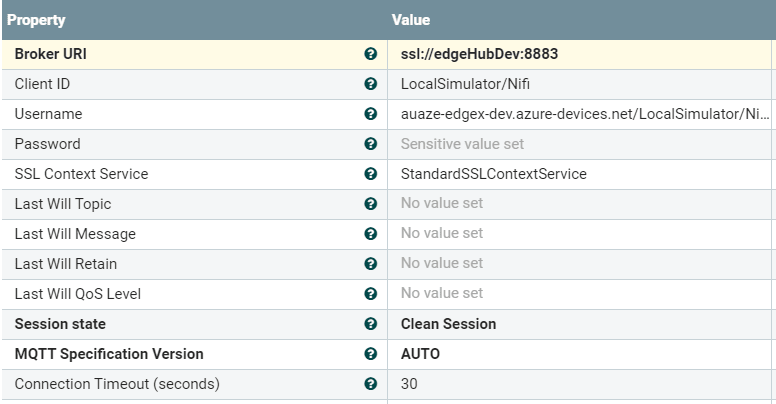 Property Value
Broker URI ? ssl://edgeHubDev:8883
Client ID ? LocalSimulator/Nifi
Username ? auaze-edgex-dev.azure-devices.net/LocalSimulator/Ni...
Password ? Sensitive value set
SSL Context Service ? StandardSSLContextService
Last Will Topic ? No value set
Last Will Message ? No value set
Last Will Retain ? No value set
Last Will QoS Level ? No value set
Session state ? Clean Session
MQTT Specification Version ? AUTO
Connection Timeout (seconds) ? 30